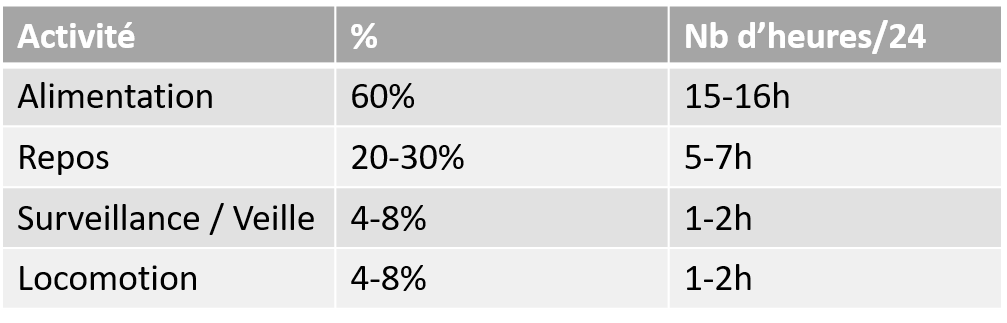 Activité % Nb d’heures/24
Alimentation 60% 15-16h
Repos 20-30% 5-7h
Surveillance / Veille 4-8% 1-2h
Locomotion 4-8% 1-2h